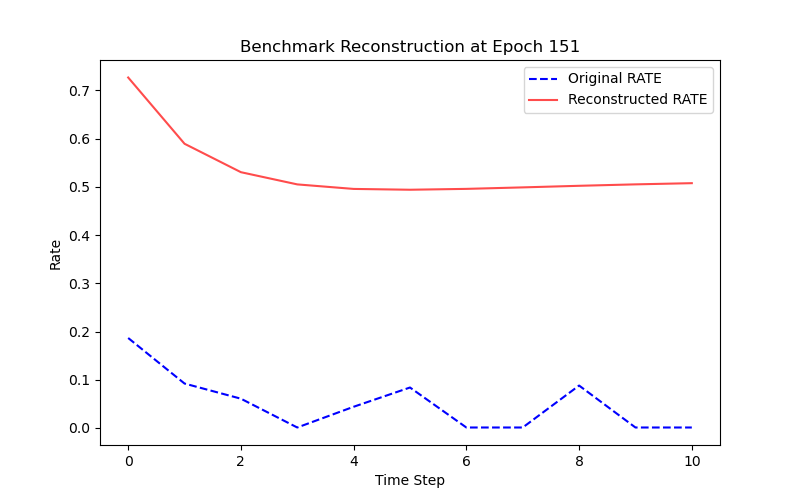 Benchmark Reconstruction at Epoch 151
Original RATE
Reconstructed RATE
0.7
0.6
0.5
0.4
0.3
0.2
0.1
0.0
Rate
0 2 4 6 8 10
Time Step